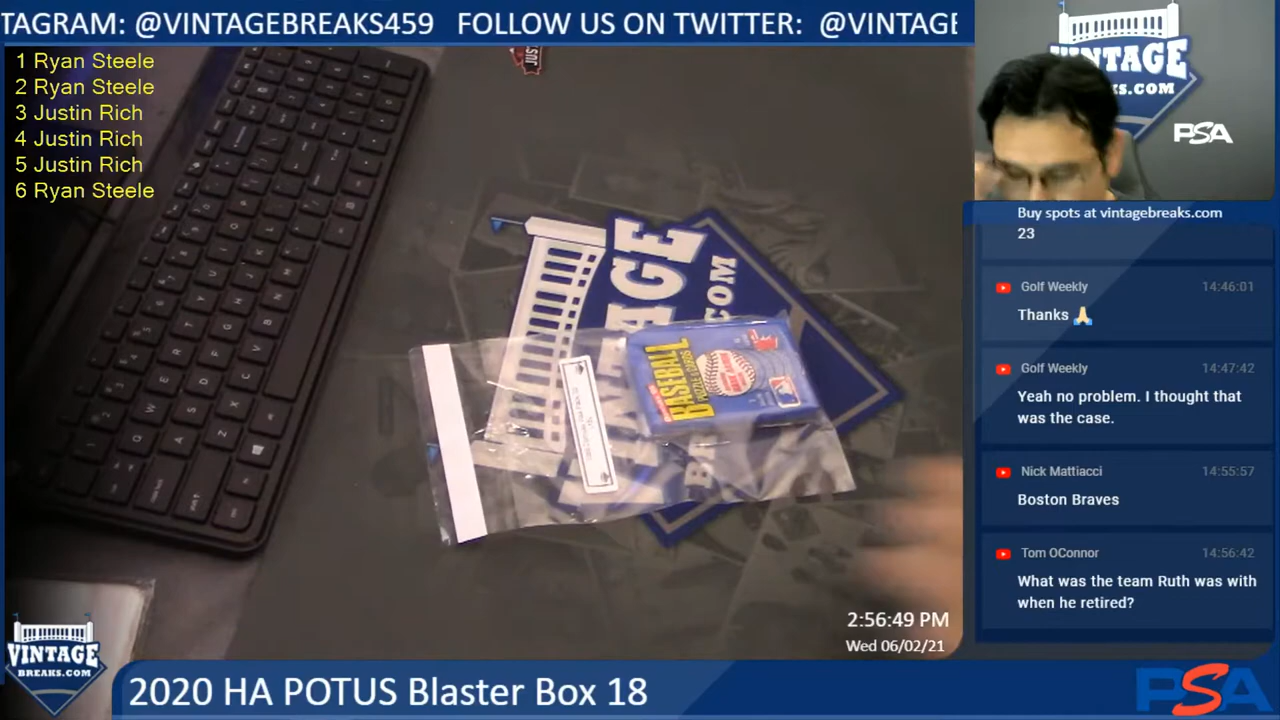 TAGRAM: @VINTAGEBREAKS459 FOLLOW US ON TWITTER: @VINTAGE
1 Ryan Steele
2 Ryan Steele
3 Justin Rich
4 Justin Rich
5 Justin Rich
6 Ryan Steele
VINTAGE
BREAKS.COM
PSA
Buy spots at vintagebreaks.com
23
Golf Weekly 14:46:01
Thanks 🙏🏻
Golf Weekly 14:47:42
Yeah no problem. I thought that
was the case.
Nick Mattiacci 14:55:57
Boston Braves
Tom OConnor 14:56:42
What was the team Ruth was with
when he retired?
BASEBALL
PUZZLE & CARDS
2:56:49 PM
Wed 06/02/21
VINTAGE
BREAKS.COM
2020 HA POTUS Blaster Box 18
PSA